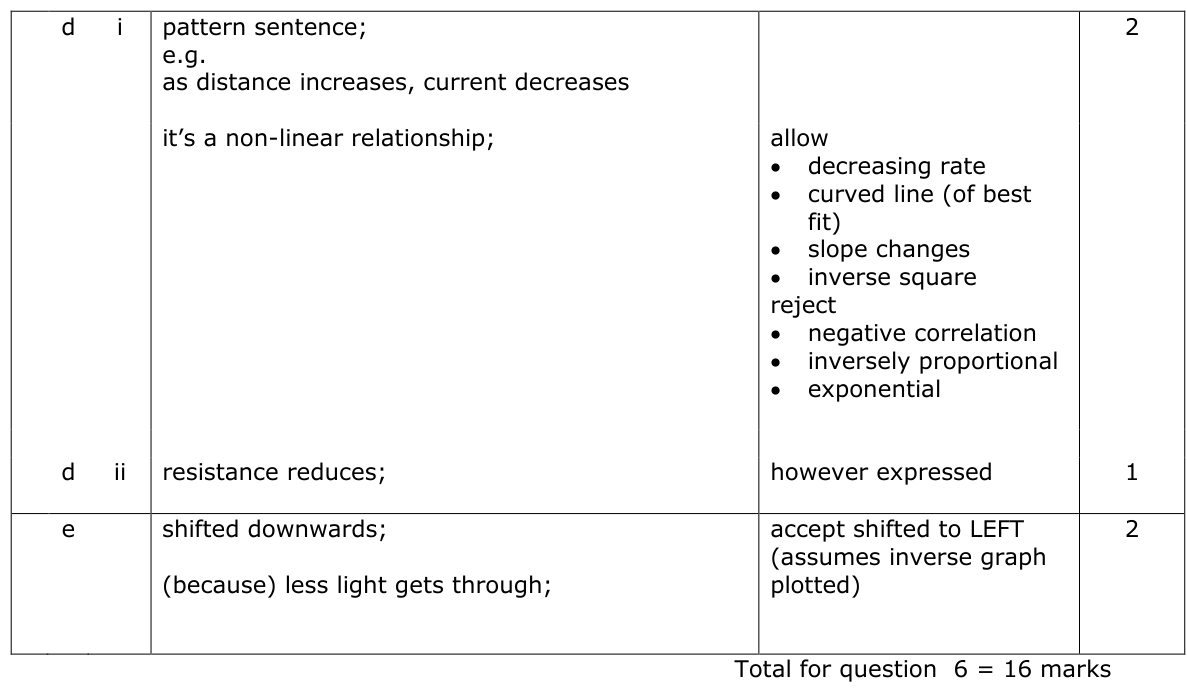 d i pattern sentence; 2
e.g.
as distance increases, current decreases
it’s a non-linear relationship; allow
• decreasing rate
• curved line (of best
fit)
• slope changes
• inverse square
reject
• negative correlation
• inversely proportional
• exponential
d ii resistance reduces; however expressed 1
e shifted downwards; accept shifted to LEFT 2
(assumes inverse graph
(because) less light gets through; plotted)
Total for question 6 = 16 marks